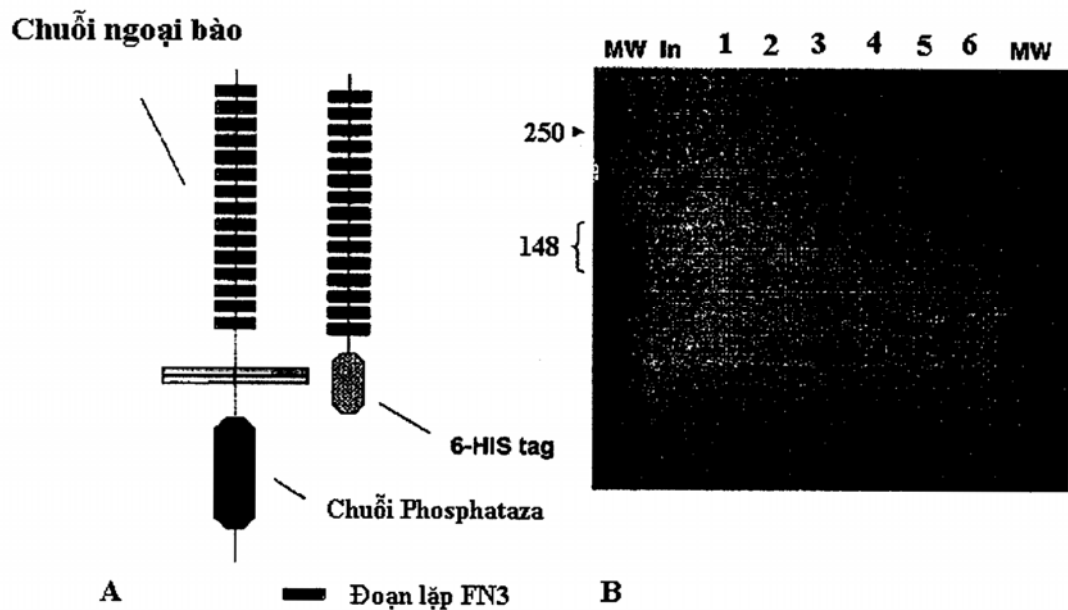 Chuỗi ngoại bào
MW In 1 2 3 4 5 6 MW
250
148
6-HIS tag
Chuỗi Phosphataza
A
Đoạn lặp FN3
B